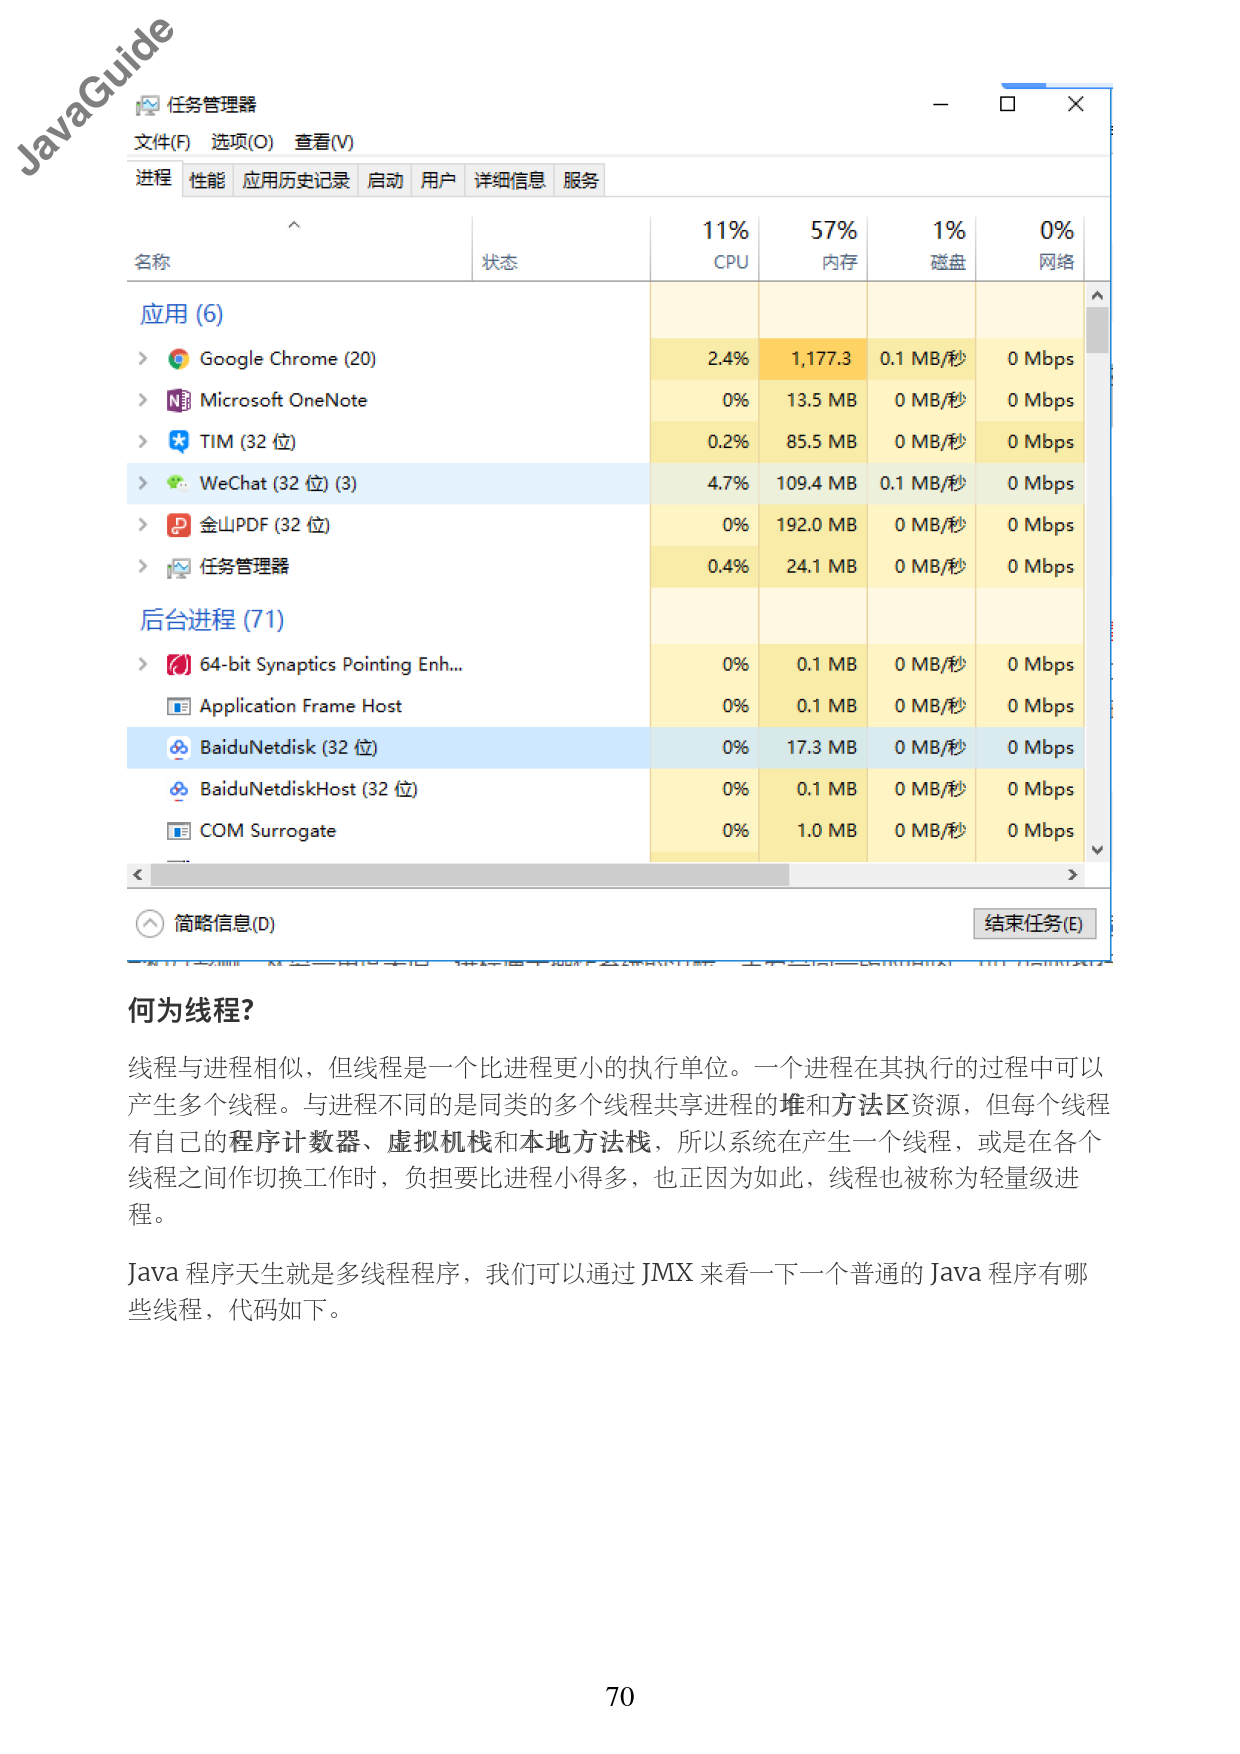 JavaGuide
任务管理器
文件(F) 选项(O) 查看(V)
进程 性能 应用历史记录 启动 用户 详细信息 服务
11% 57% 1% 0%
名称 状态 CPU 内存 磁盘 网络
应用 (6)
Google Chrome (20) 2.4% 1,177.3 0.1 MB/秒 0 Mbps
Microsoft OneNote 0% 13.5 MB 0 MB/秒 0 Mbps
TIM (32 位) 0.2% 85.5 MB 0 MB/秒 0 Mbps
WeChat (32 位) (3) 4.7% 109.4 MB 0.1 MB/秒 0 Mbps
金山PDF (32 位) 0% 192.0 MB 0 MB/秒 0 Mbps
任务管理器 0.4% 24.1 MB 0 MB/秒 0 Mbps
后台进程 (71)
64-bit Synaptics Pointing Enh... 0% 0.1 MB 0 MB/秒 0 Mbps
Application Frame Host 0% 0.1 MB 0 MB/秒 0 Mbps
BaiduNetdisk (32 位) 0% 17.3 MB 0 MB/秒 0 Mbps
BaiduNetdiskHost (32 位) 0% 0.1 MB 0 MB/秒 0 Mbps
COM Surrogate 0% 1.0 MB 0 MB/秒 0 Mbps
简略信息(D) 结束任务(E)
何为线程?
线程与进程相似，但线程是一个比进程更小的执行单位。一个进程在其执行的过程中可以
产生多个线程。与进程不同的是同类的多个线程共享进程的堆和方法区资源，但每个线程
有自己的程序计数器、虚拟机栈和本地方法栈，所以系统在产生一个线程，或是在各个
线程之间作切换工作时，负担要比进程小得多，也正因为如此，线程也被称为轻量级进
程。
Java 程序天生就是多线程程序，我们可以通过 JMX 来看一下一个普通的 Java 程序有哪
些线程，代码如下。
70